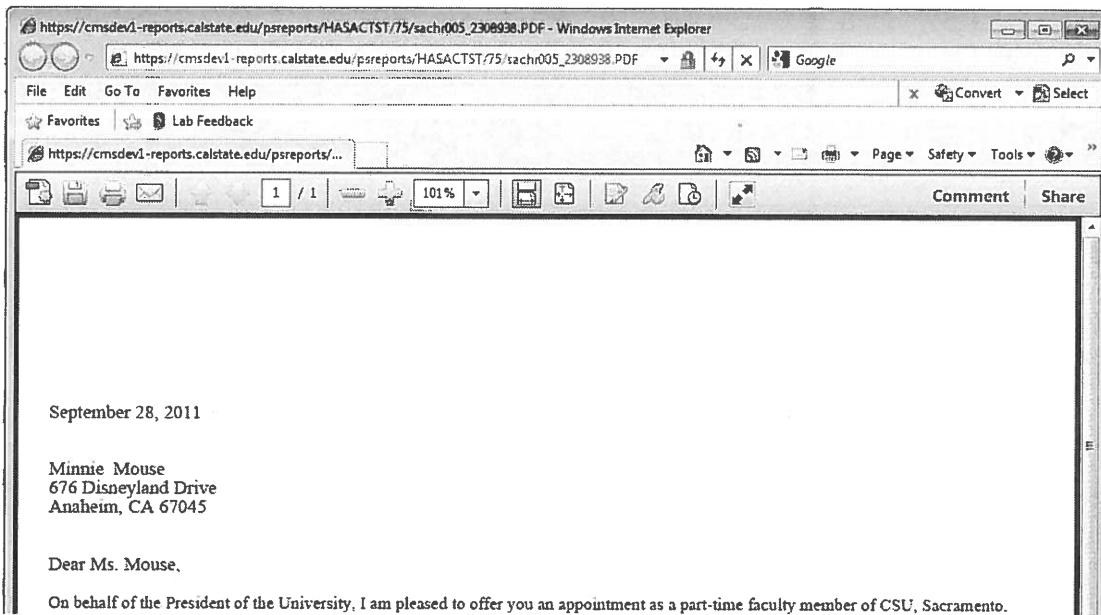 https://cmsdev1-reports.calstate.edu/psreports/HASACTST/75/sachr005_2308938.PDF - Windows Internet Explorer
https://cmsdev1-reports.calstate.edu/psreports/HASACTST/75/sachr005_2308938.PDF Google
File Edit Go To Favorites Help x Convert Select
Favorites Lab Feedback
https://cmsdev1-reports.calstate.edu/psreports/... Page Safety Tools »
1 / 1 101% Comment Share
September 28, 2011
Minnie Mouse
676 Disneyland Drive
Anaheim, CA 67045
Dear Ms. Mouse,
On behalf of the President of the University, I am pleased to offer you an appointment as a part-time faculty member of CSU, Sacramento.